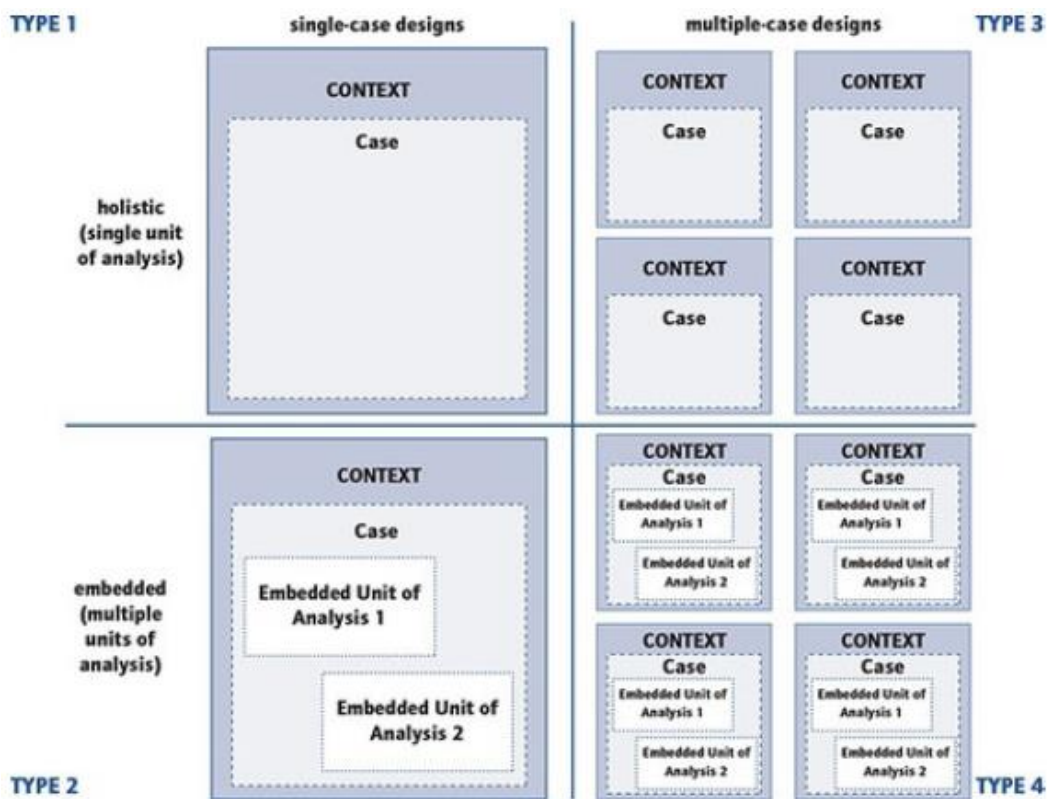 TYPE 1
single-case designs
multiple-case designs
TYPE 3
holistic
(single unit
of analysis)
CONTEXT
Case
CONTEXT
Case
CONTEXT
Case
CONTEXT
Case
CONTEXT
Case
embedded
(multiple
units of
analysis)
CONTEXT
Case
Embedded Unit of
Analysis 1
Embedded Unit of
Analysis 2
CONTEXT
Case
Embedded Unit of
Analysis 1
Embedded Unit of
Analysis 2
CONTEXT
Case
Embedded Unit of
Analysis 1
Embedded Unit of
Analysis 2
CONTEXT
Case
Embedded Unit of
Analysis 1
Embedded Unit of
Analysis 2
CONTEXT
Case
Embedded Unit of
Analysis 1
Embedded Unit of
Analysis 2
TYPE 2
TYPE 4